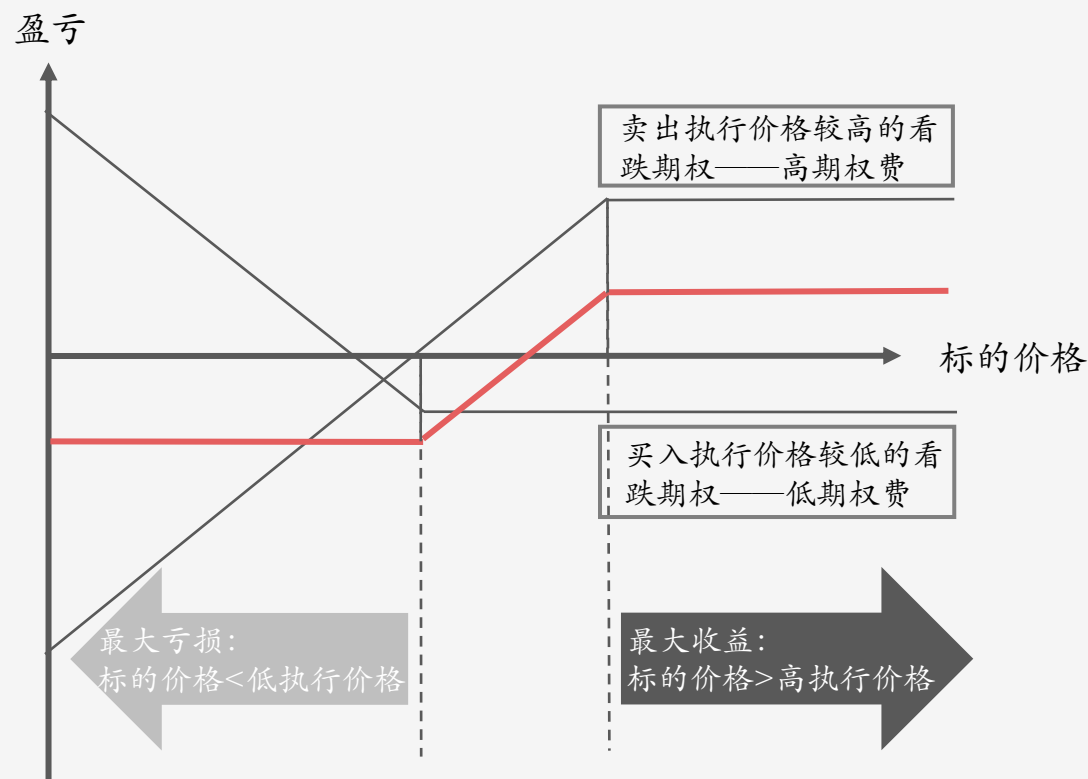 盈亏
卖出执行价格较高的看
跌期权——高期权费
标的价格
买入执行价格较低的看
跌期权——低期权费
最大亏损:
标的价格<低执行价格
最大收益:
标的价格>高执行价格